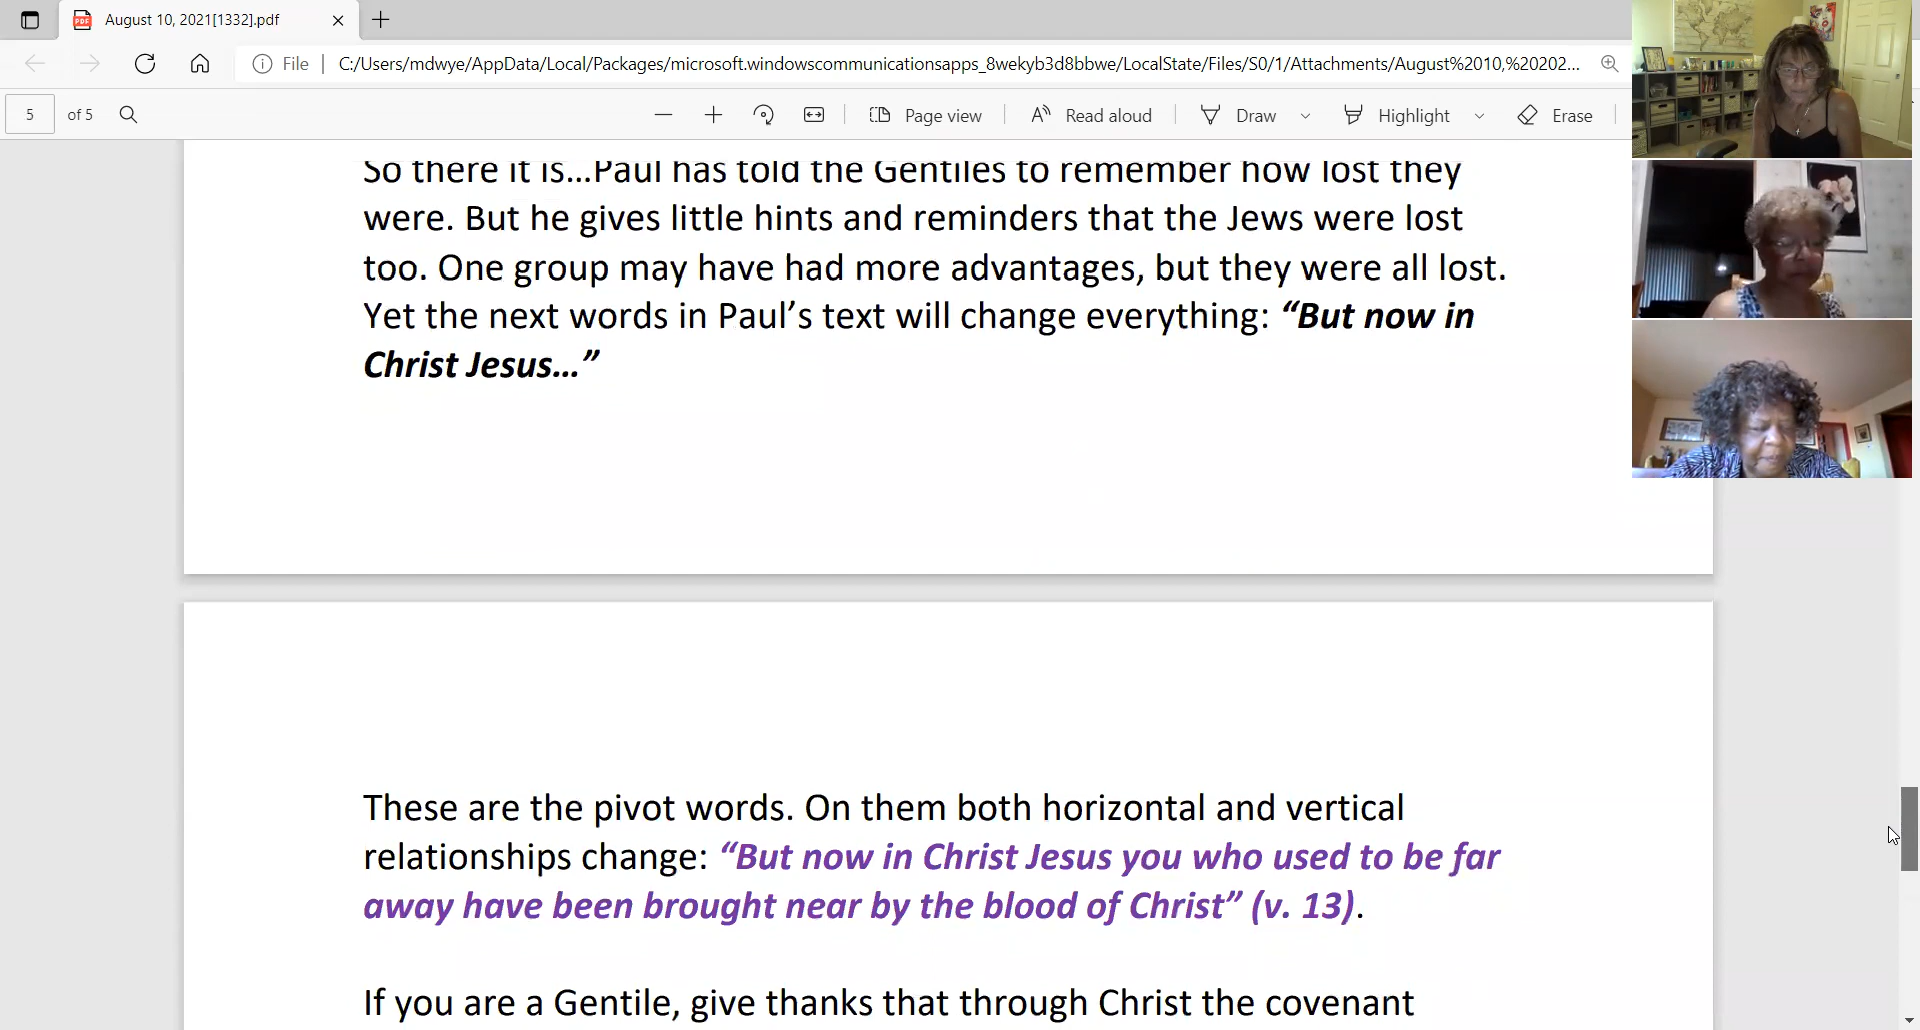 August 10, 2021[1332].pdf
File
C:/Users/mdwye/AppData/Local/Packages/microsoft.windowscommunicationsapps_8wekyb3d8bbwe/LocalState/Files/S0/1/Attachments/August%2010,%20202...
5 of 5
Page view
Read aloud
Draw
Highlight
Erase
So there it is...Paul has told the Gentiles to remember how lost they
were. But he gives little hints and reminders that the Jews were lost
too. One group may have had more advantages, but they were all lost.
Yet the next words in Paul’s text will change everything: “But now in
Christ Jesus...”
These are the pivot words. On them both horizontal and vertical
relationships change: “But now in Christ Jesus you who used to be far
away have been brought near by the blood of Christ” (v. 13).
If you are a Gentile, give thanks that through Christ the covenant